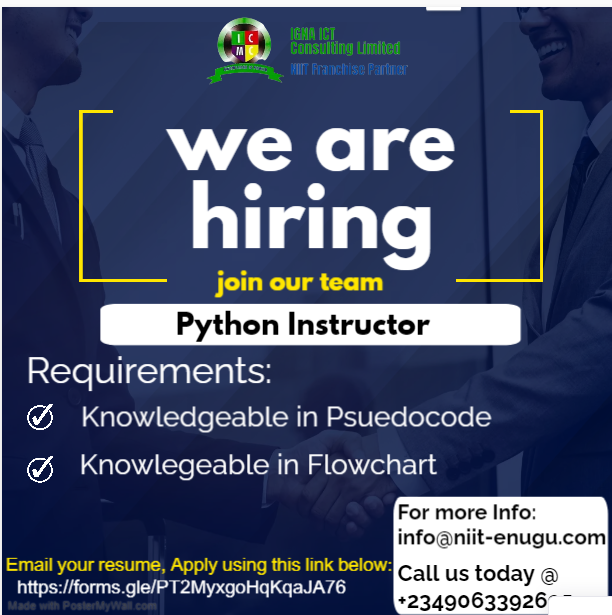 I C
M C
IGNA ICT
Consulting Limited
NIIT Franchise Partner
we are
hiring
join our team
Python Instructor
Requirements:
Knowledgeable in Psuedocode
Knowlegeable in Flowchart
For more Info:
info@niit-enugu.com
Email your resume, Apply using this link below:
Call us today @
https://forms.gle/PT2MyxgoHqKqaJA76
Made with PosterMyWall.com